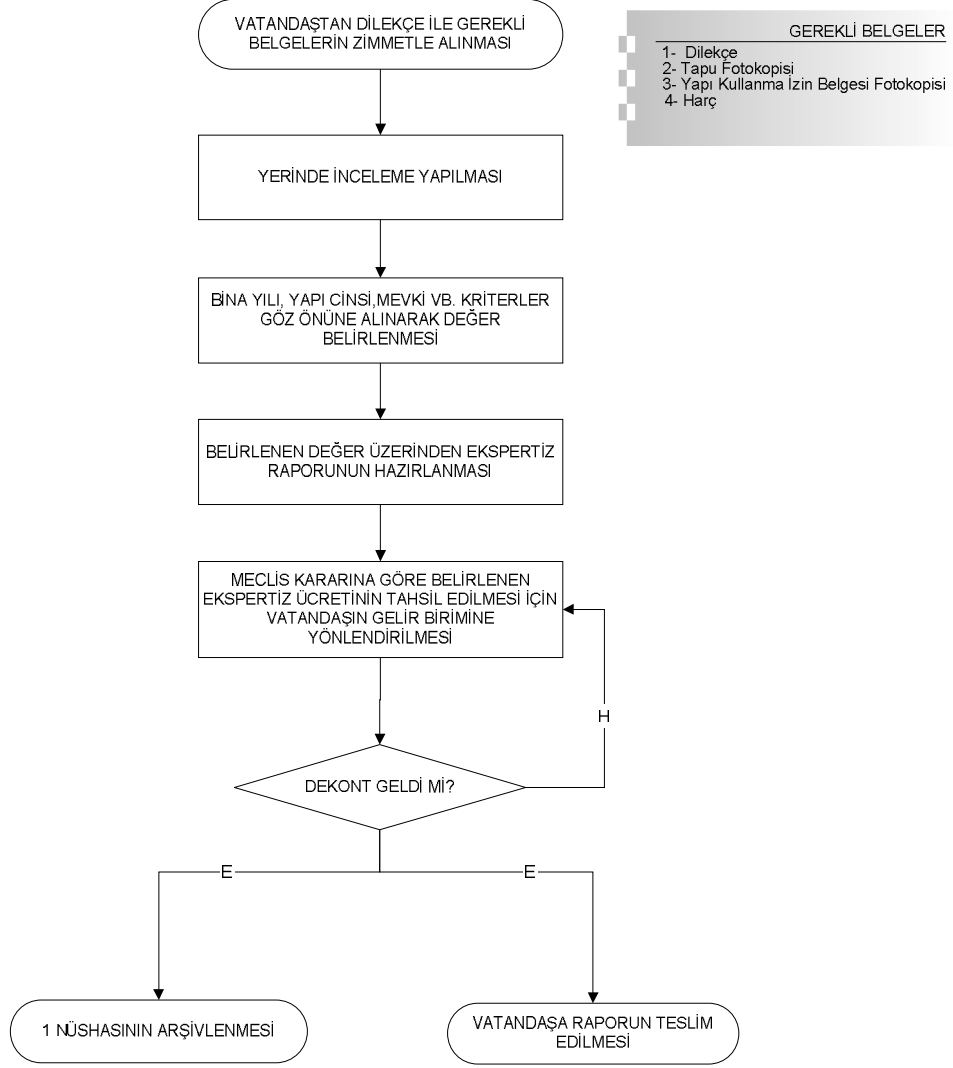 VATANDAŞTAN DİLEKÇE İLE GEREKLİ
BELGELERİN ZİMMETLE ALINMASI
GEREKLİ BELGELER
1- Dilekçe
2- Tapu Fotokopisi
3- Yapı Kullanma İzin Belgesi Fotokopisi
4- Harç
YERİNDE İNCELEME YAPILMASI
BİNA YILI, YAPI CİNSİ,MEVKİ VB. KRİTERLER
GÖZ ÖNÜNE ALINARAK DEĞER
BELİRLENMESİ
BELİRLENEN DEĞER ÜZERİNDEN EKSPERTİZ
RAPORUNUN HAZIRLANMASI
MECLİS KARARINA GÖRE BELİRLENEN
EKSPERTİZ ÜCRETİNİN TAHSİL EDİLMESİ İÇİN
VATANDAŞIN GELİR BİRİMİNE
YÖNLENDİRİLMESİ
H
DEKONT GELDİ Mİ?
E
E
1 NÜSHASININ ARŞİVLENMESİ
VATANDAŞA RAPORUN TESLİM
EDİLMESİ